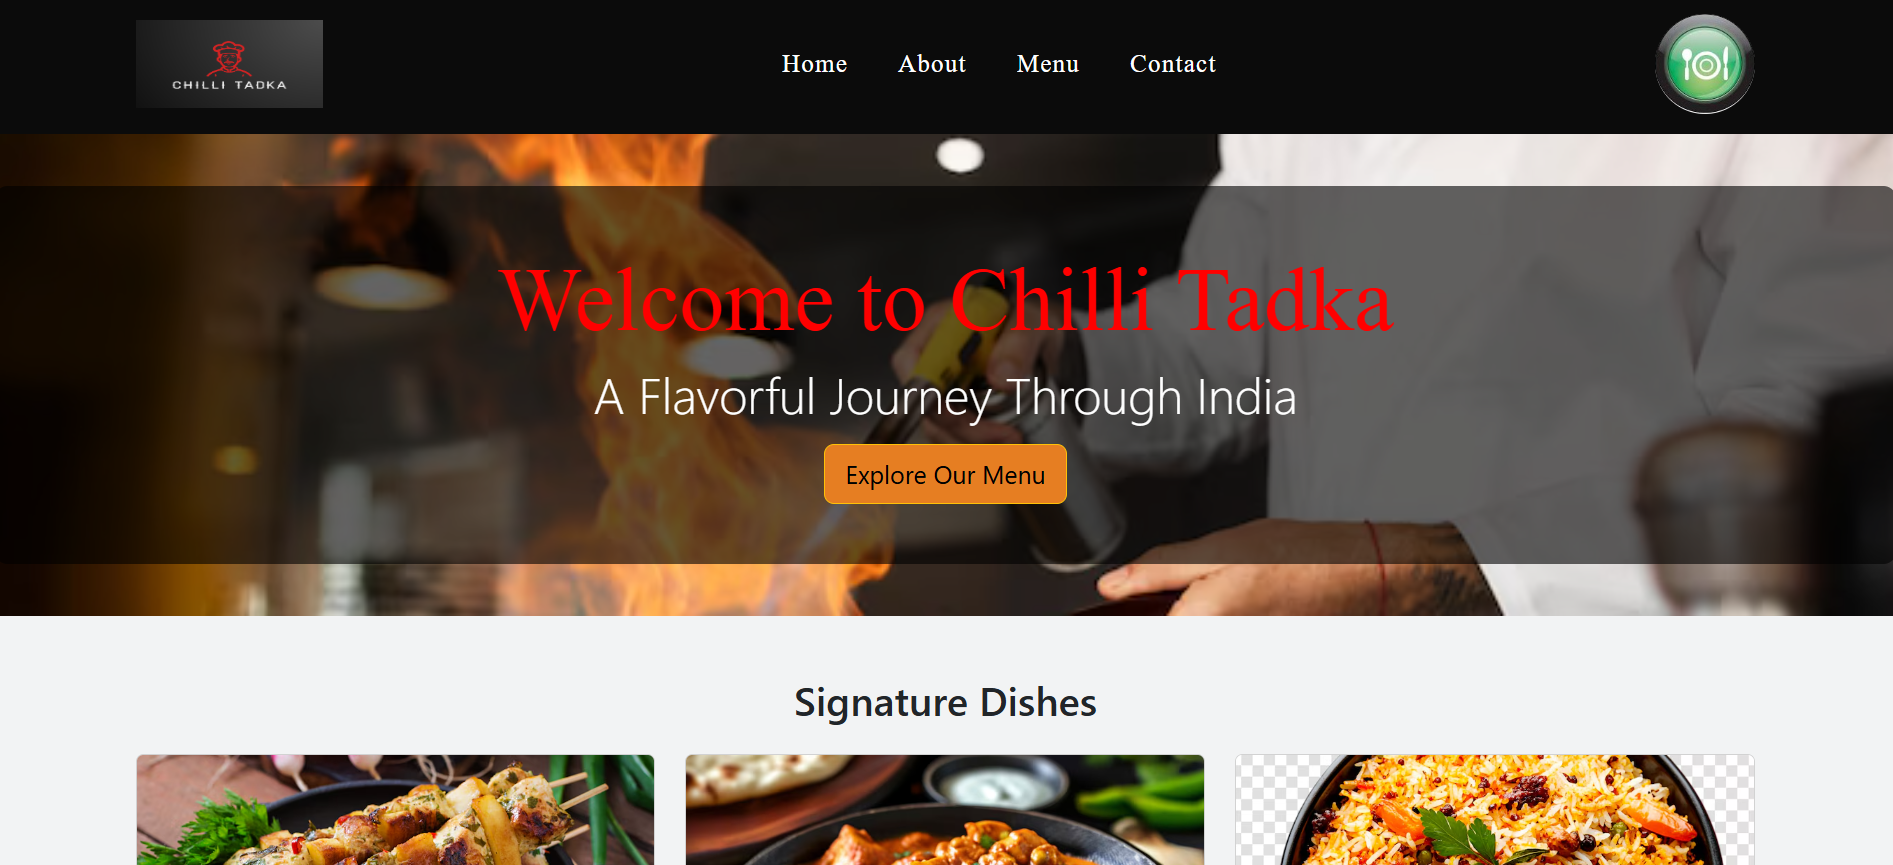 CHILLI TADKA
Home About Menu Contact
Welcome to Chilli Tadka
A Flavorful Journey Through India
Explore Our Menu
Signature Dishes